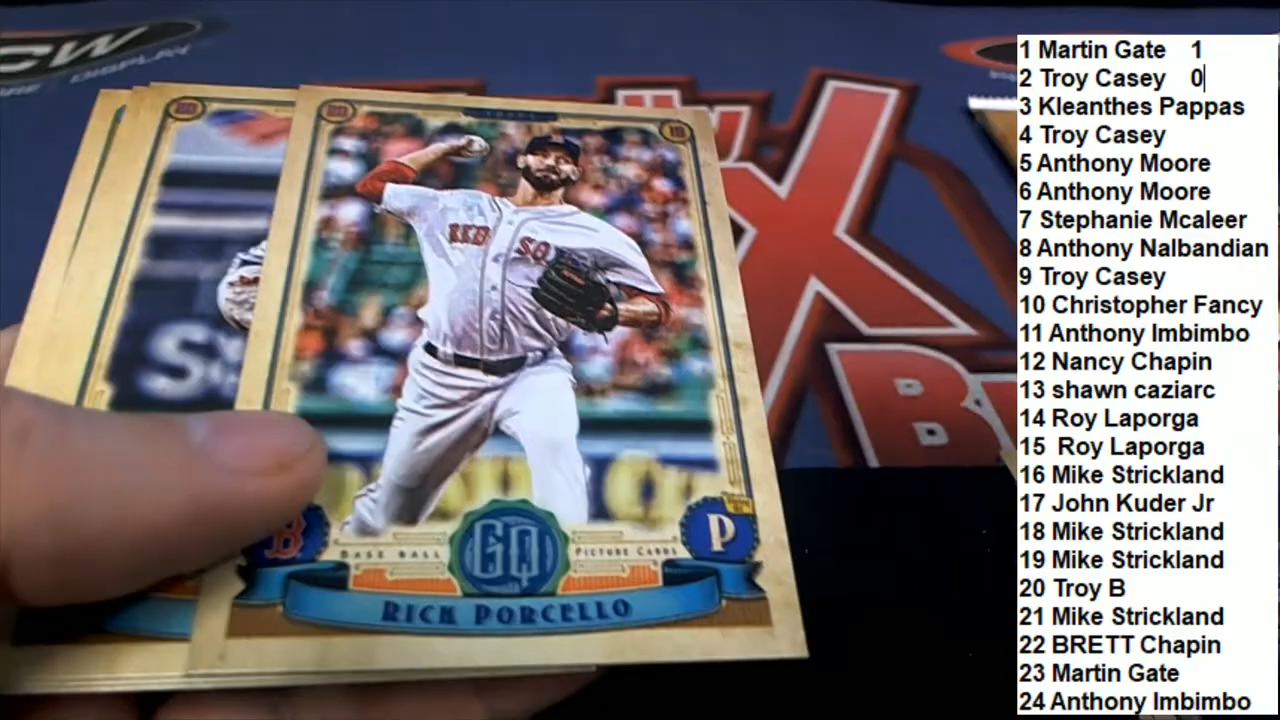 CW
DISPLAY
RED SO
B
P
BASE BALL
GQ
PICTURE CARDS
RICK PORCELLO
X
B
1 Martin Gate 1
2 Troy Casey 0
3 Kleanthes Pappas
4 Troy Casey
5 Anthony Moore
6 Anthony Moore
7 Stephanie Mcaleer
8 Anthony Nalbandian
9 Troy Casey
10 Christopher Fancy
11 Anthony Imbimbo
12 Nancy Chapin
13 shawn caziarc
14 Roy Laporga
15 Roy Laporga
16 Mike Strickland
17 John Kuder Jr
18 Mike Strickland
19 Mike Strickland
20 Troy B
21 Mike Strickland
22 BRETT Chapin
23 Martin Gate
24 Anthony Imbimbo